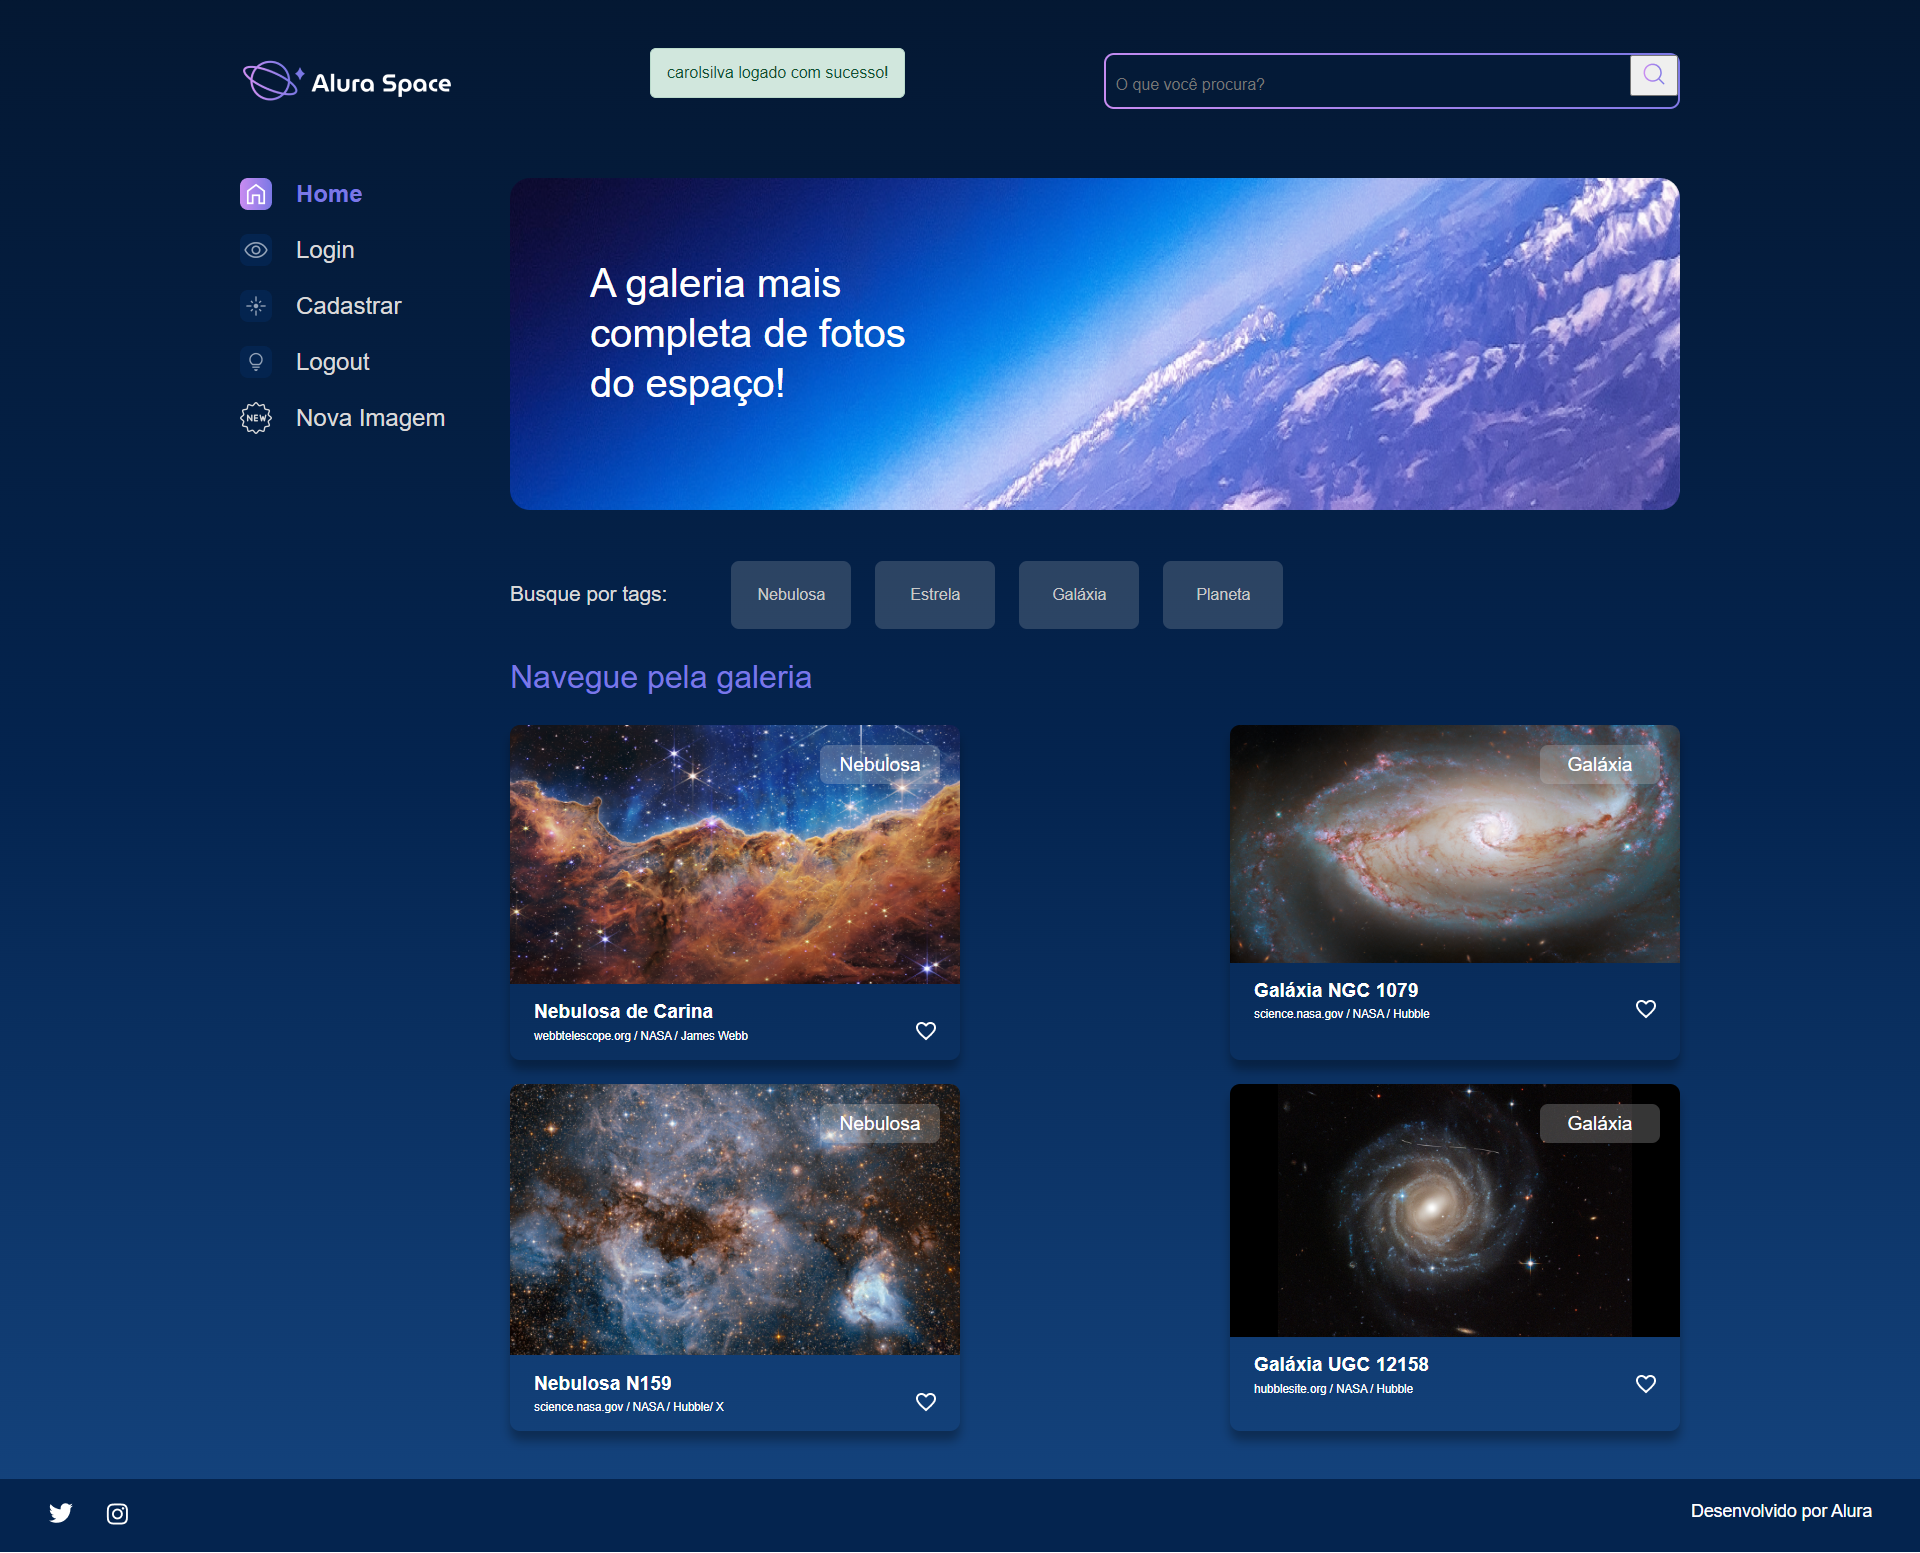 Alura Space
carolsilva logado com sucesso!
O que você procura?
Home
Login
Cadastrar
Logout
NEW
Nova Imagem
A galeria mais
completa de fotos
do espaço!
Busque por tags:
Nebulosa
Estrela
Galáxia
Planeta
Navegue pela galeria
Nebulosa
Nebulosa de Carina
webbtelescope.org / NASA / James Webb
Galáxia
Galáxia NGC 1079
science.nasa.gov / NASA / Hubble
Nebulosa
Nebulosa N159
science.nasa.gov / NASA / Hubble/ X
Galáxia
Galáxia UGC 12158
hubblesite.org / NASA / Hubble
Desenvolvido por Alura